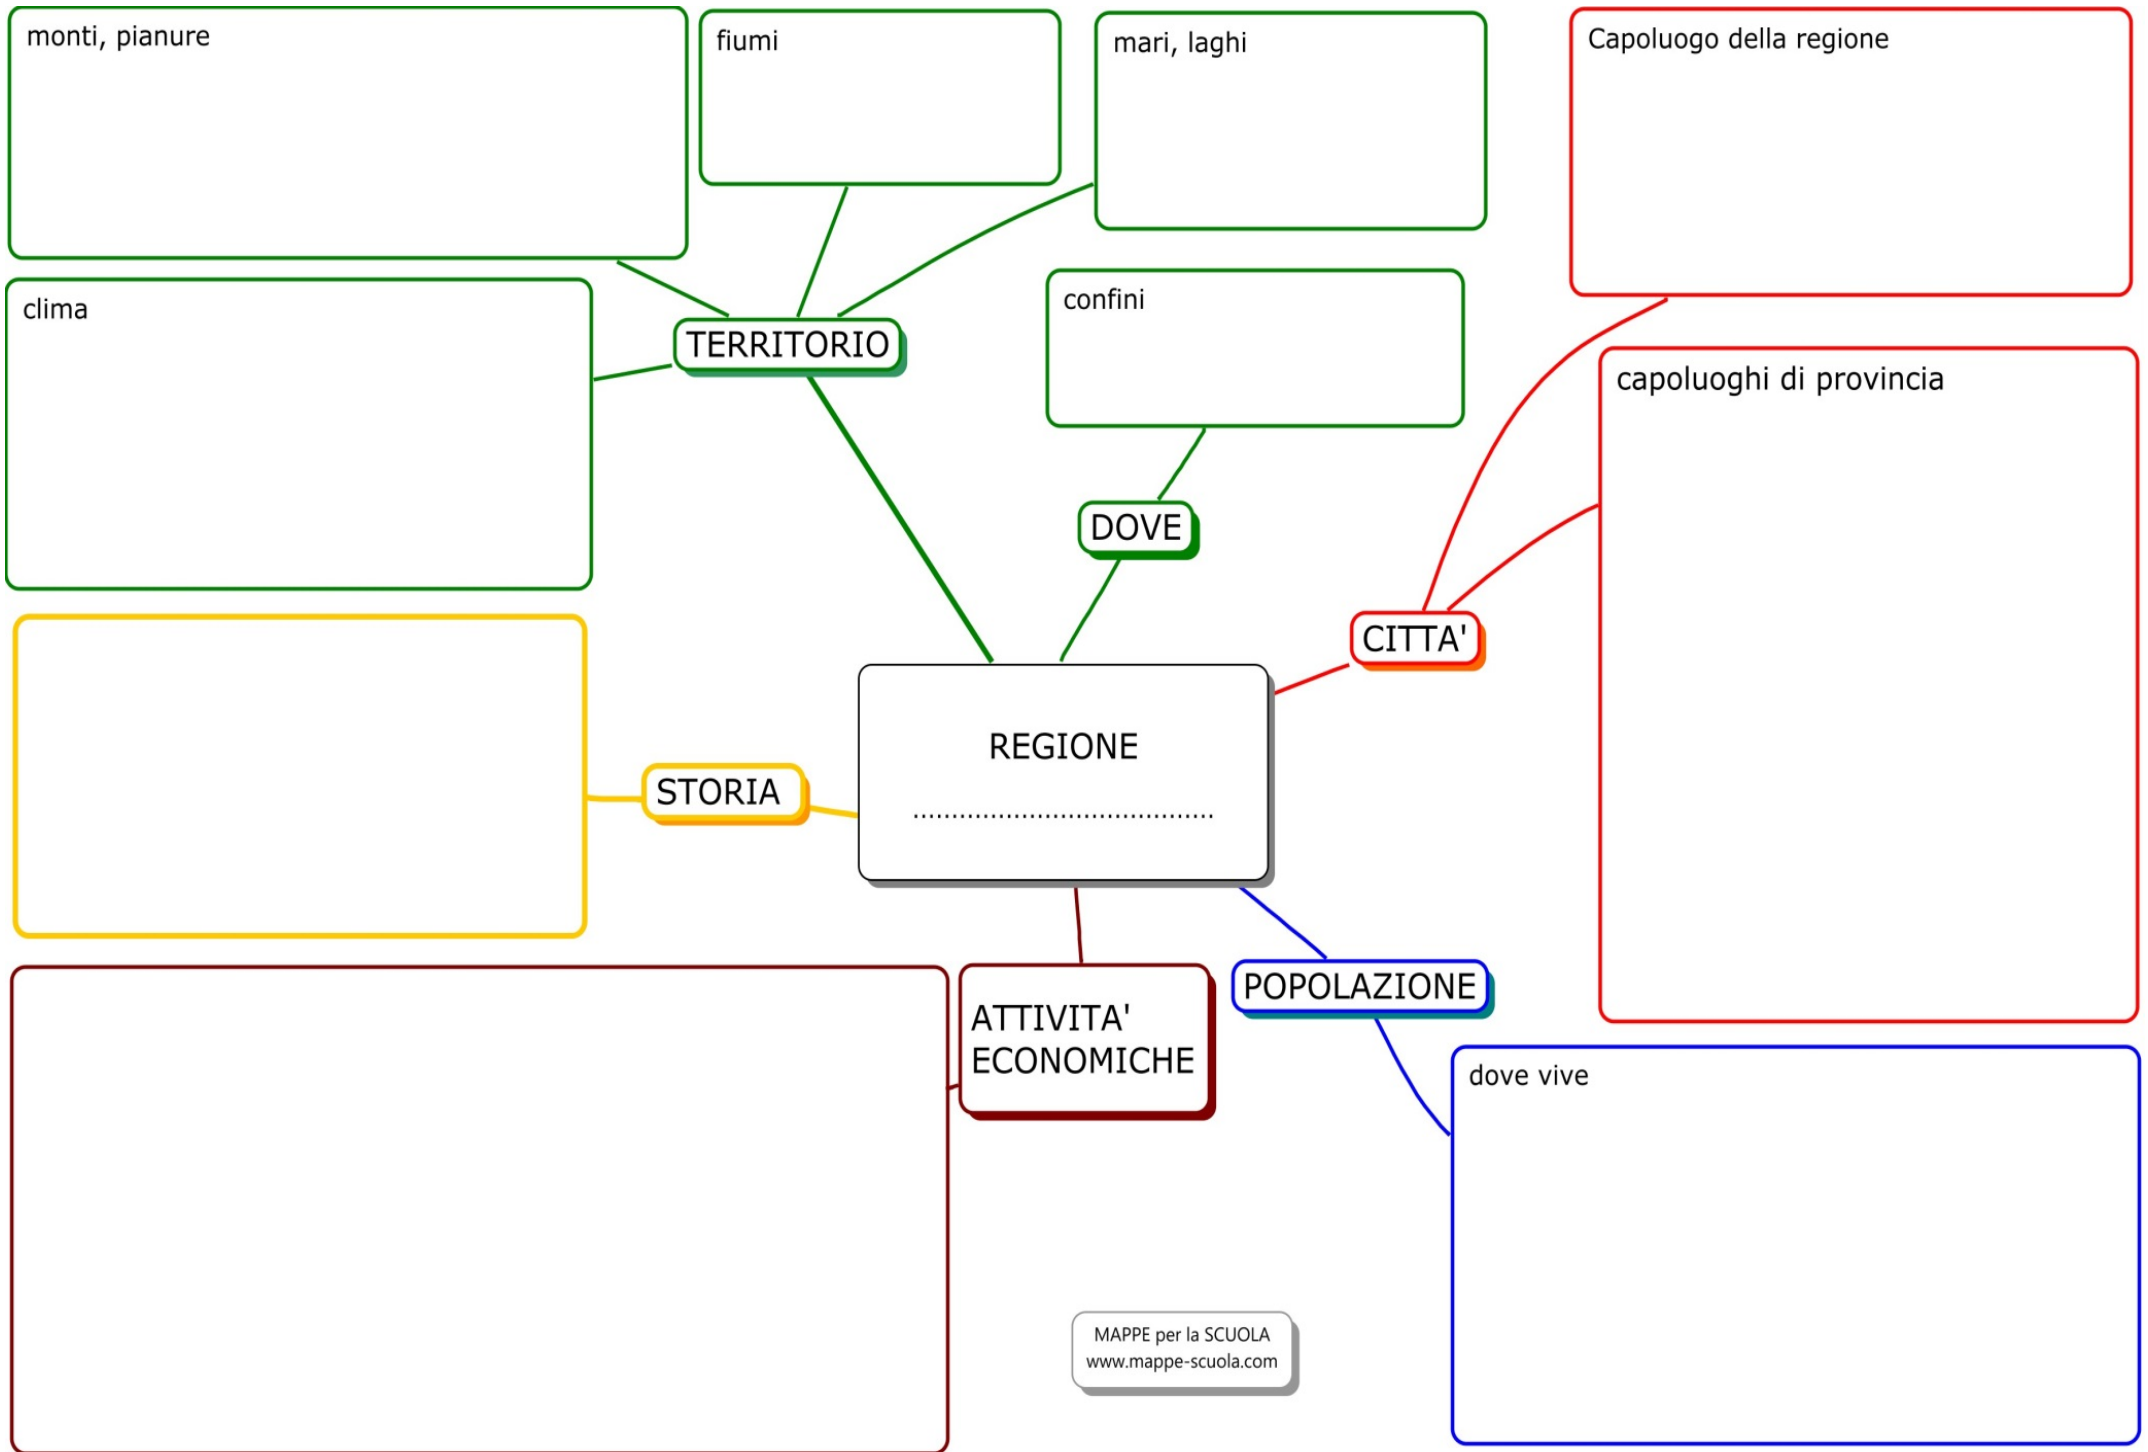 monti, pianure
fiumi
mari, laghi
Capoluogo della regione
clima
TERRITORIO
confini
capoluoghi di provincia
DOVE
CITTA'
REGIONE
........................................
STORIA
ATTIVITA'
ECONOMICHE
POPOLAZIONE
dove vive
MAPPE per la SCUOLA
www.mappe-scuola.com